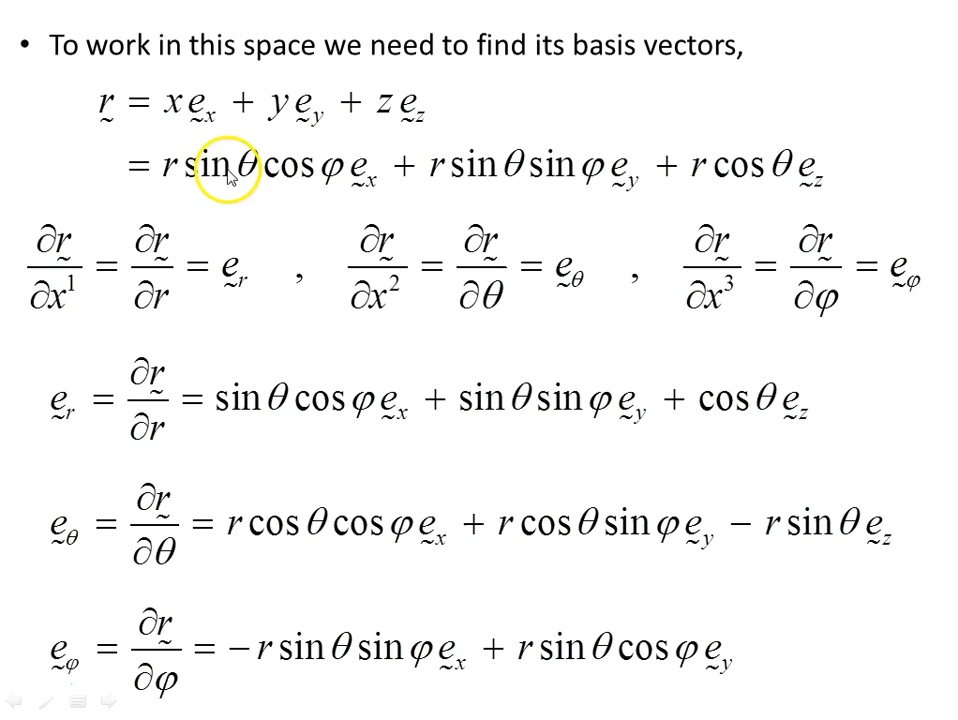 • To work in this space we need to find its basis vectors,
r = x e_x + y e_y + z e_z
= r sin θ cos φ e_x + r sin θ sin φ e_y + r cos θ e_z
∂r/∂x¹ = ∂r/∂r = e_r , ∂r/∂x² = ∂r/∂θ = e_θ , ∂r/∂x³ = ∂r/∂φ = e_φ
e_r = ∂r/∂r = sin θ cos φ e_x + sin θ sin φ e_y + cos θ e_z
e_θ = ∂r/∂θ = r cos θ cos φ e_x + r cos θ sin φ e_y − r sin θ e_z
e_φ = ∂r/∂φ = − r sin θ sin φ e_x + r sin θ cos φ e_y